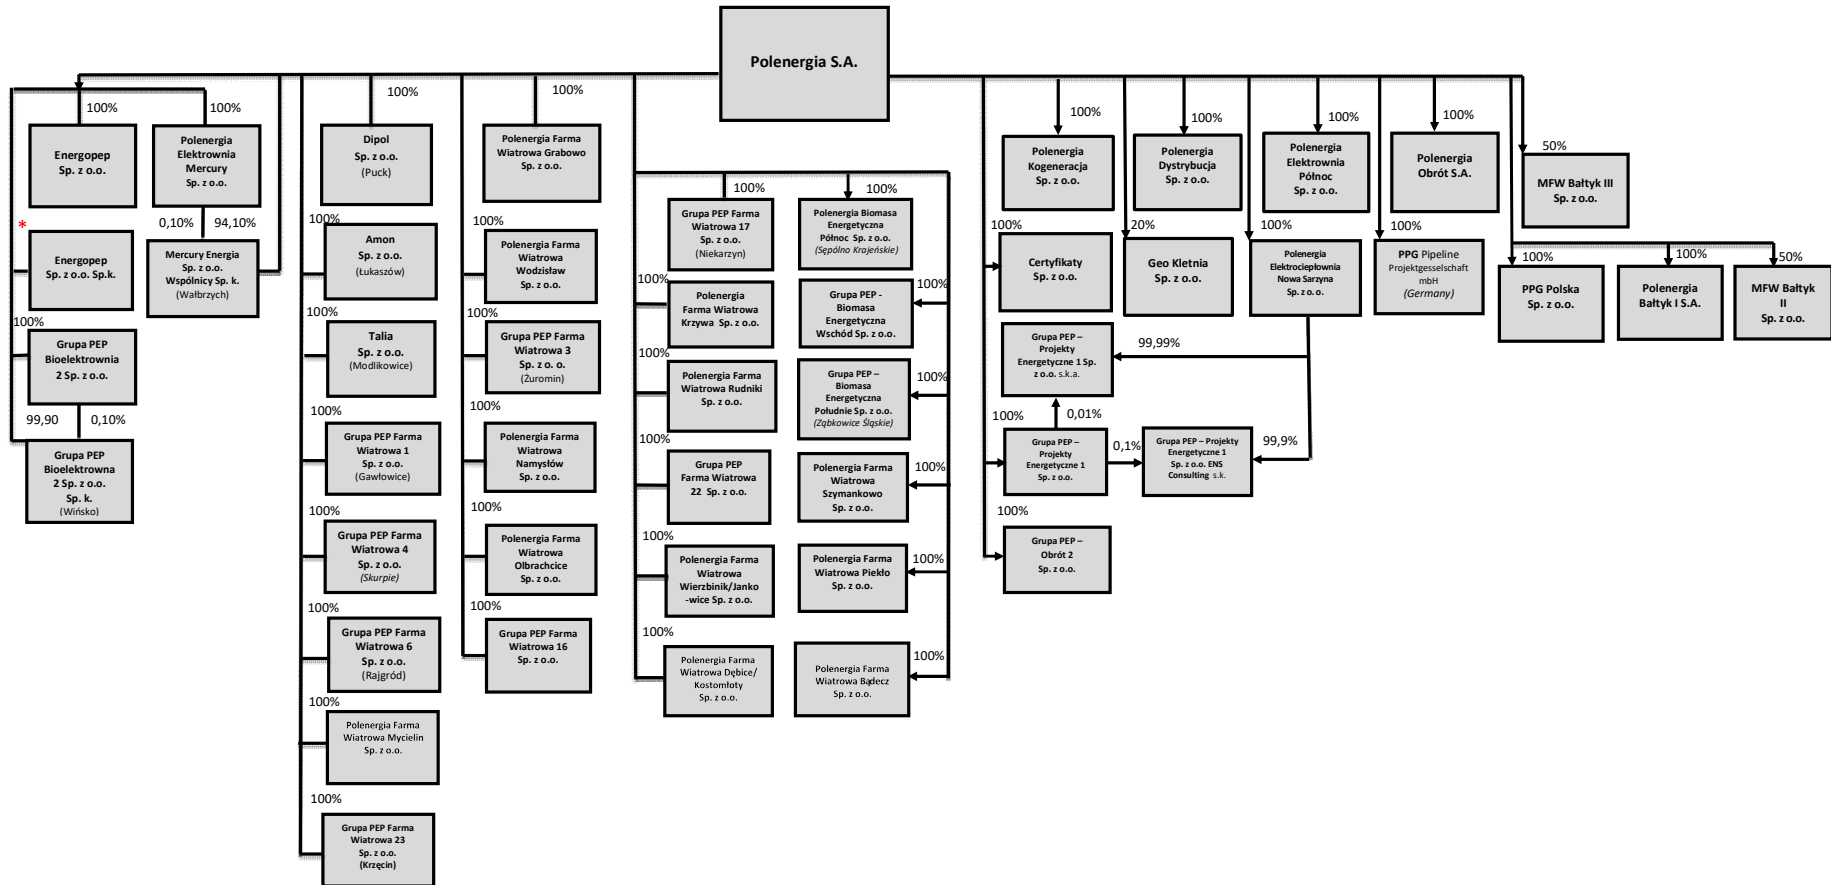 Polenergia S.A.
100%
Energopep
Sp. z o.o.
100%
Polenergia
Elektrownia
Mercury
Sp. z o.o.
*
Energopep
Sp. z o.o. Sp.k.
0,10%
94,10%
Mercury Energia
Sp. z o.o.
Wspólnicy Sp. k.
(Wałbrzych)
100%
Grupa PEP
Bioelektrownia
2 Sp. z o.o.
99,90
0,10%
Grupa PEP
Bioelektrowna
2 Sp. z o.o.
Sp. k.
(Wińsko)
100%
Dipol
Sp. z o.o.
(Puck)
100%
Amon
Sp. z o.o.
(Łukaszów)
100%
Talia
Sp. z o.o.
(Modlikowice)
100%
Grupa PEP Farma
Wiatrowa 1
Sp. z o.o.
(Gawłowice)
100%
Grupa PEP Farma
Wiatrowa 4
Sp. z o.o.
(Skurpie)
100%
Grupa PEP Farma
Wiatrowa 6
Sp. z o.o.
(Rajgród)
100%
Polenergia Farma
Wiatrowa Mycielin
Sp. z o.o.
100%
Grupa PEP Farma
Wiatrowa 23
Sp. z o.o.
(Krzęcin)
100%
Polenergia Farma
Wiatrowa Grabowo
Sp. z o.o.
100%
Polenergia Farma
Wiatrowa
Wodzisław
Sp. z o.o.
100%
Grupa PEP Farma
Wiatrowa 3
Sp. z o. o.
(Żuromin)
100%
Polenergia Farma
Wiatrowa
Namysłów
Sp. z o.o.
100%
Polenergia Farma
Wiatrowa
Olbrachcice
Sp. z o.o.
100%
Grupa PEP Farma
Wiatrowa 16
Sp. z o.o.
100%
Grupa PEP Farma
Wiatrowa 17
Sp. z o.o.
(Niekarzyn)
100%
Polenergia
Farma Wiatrowa
Krzywa Sp. z o.o.
100%
Polenergia Farma
Wiatrowa Rudniki
Sp. z o.o.
100%
Grupa PEP
Farma Wiatrowa
22 Sp. z o.o.
100%
Polenergia Farma
Wiatrowa
Wierzbinik/Janko
-wice Sp. z o.o.
100%
Polenergia Farma
Wiatrowa Dębice/
Kostomłoty
Sp. z o.o.
100%
Polenergia Biomasa
Energetyczna
Północ Sp. z o.o.
(Sępólno Krajeńskie)
100%
Grupa PEP -
Biomasa
Energetyczna
Wschód Sp. z o.o.
100%
Grupa PEP –
Biomasa
Energetyczna
Południe Sp. z o.o.
(Ząbkowice Śląskie)
100%
Polenergia Farma
Wiatrowa
Szymankowo
Sp. z o.o.
100%
Polenergia Farma
Wiatrowa Piekło
Sp. z o.o.
100%
Polenergia Farma
Wiatrowa Bądecz
Sp. z o.o.
100%
Polenergia
Kogeneracja
Sp. z o.o.
100%
Polenergia
Dystrybucja
Sp. z o.o.
100%
Polenergia
Elektrownia
Północ
Sp. z o.o.
100%
Polenergia
Obrót S.A.
50%
MFW Bałtyk III
Sp. z o.o.
100%
Certyfikaty
Sp. z o.o.
20%
Geo Kletnia
Sp. z o.o.
100%
Polenergia
Elektrociepłownia
Nowa Sarzyna
Sp. z o.o.
100%
PPG Pipeline
Projektgesselschaft
mbH
(Germany)
100%
PPG Polska
Sp. z o.o.
100%
Polenergia
Bałtyk I S.A.
50%
MFW Bałtyk
II
Sp. z o.o.
Grupa PEP –
Projekty
Energetyczne 1 Sp.
z o.o. s.k.a.
99,99%
100%
0,01%
Grupa PEP –
Projekty
Energetyczne 1
Sp. z o.o.
0,1%
Grupa PEP – Projekty
Energetyczne 1
Sp. z o.o. ENS
Consulting s.k.
99,9%
100%
Grupa PEP –
Obrót 2
Sp. z o.o.